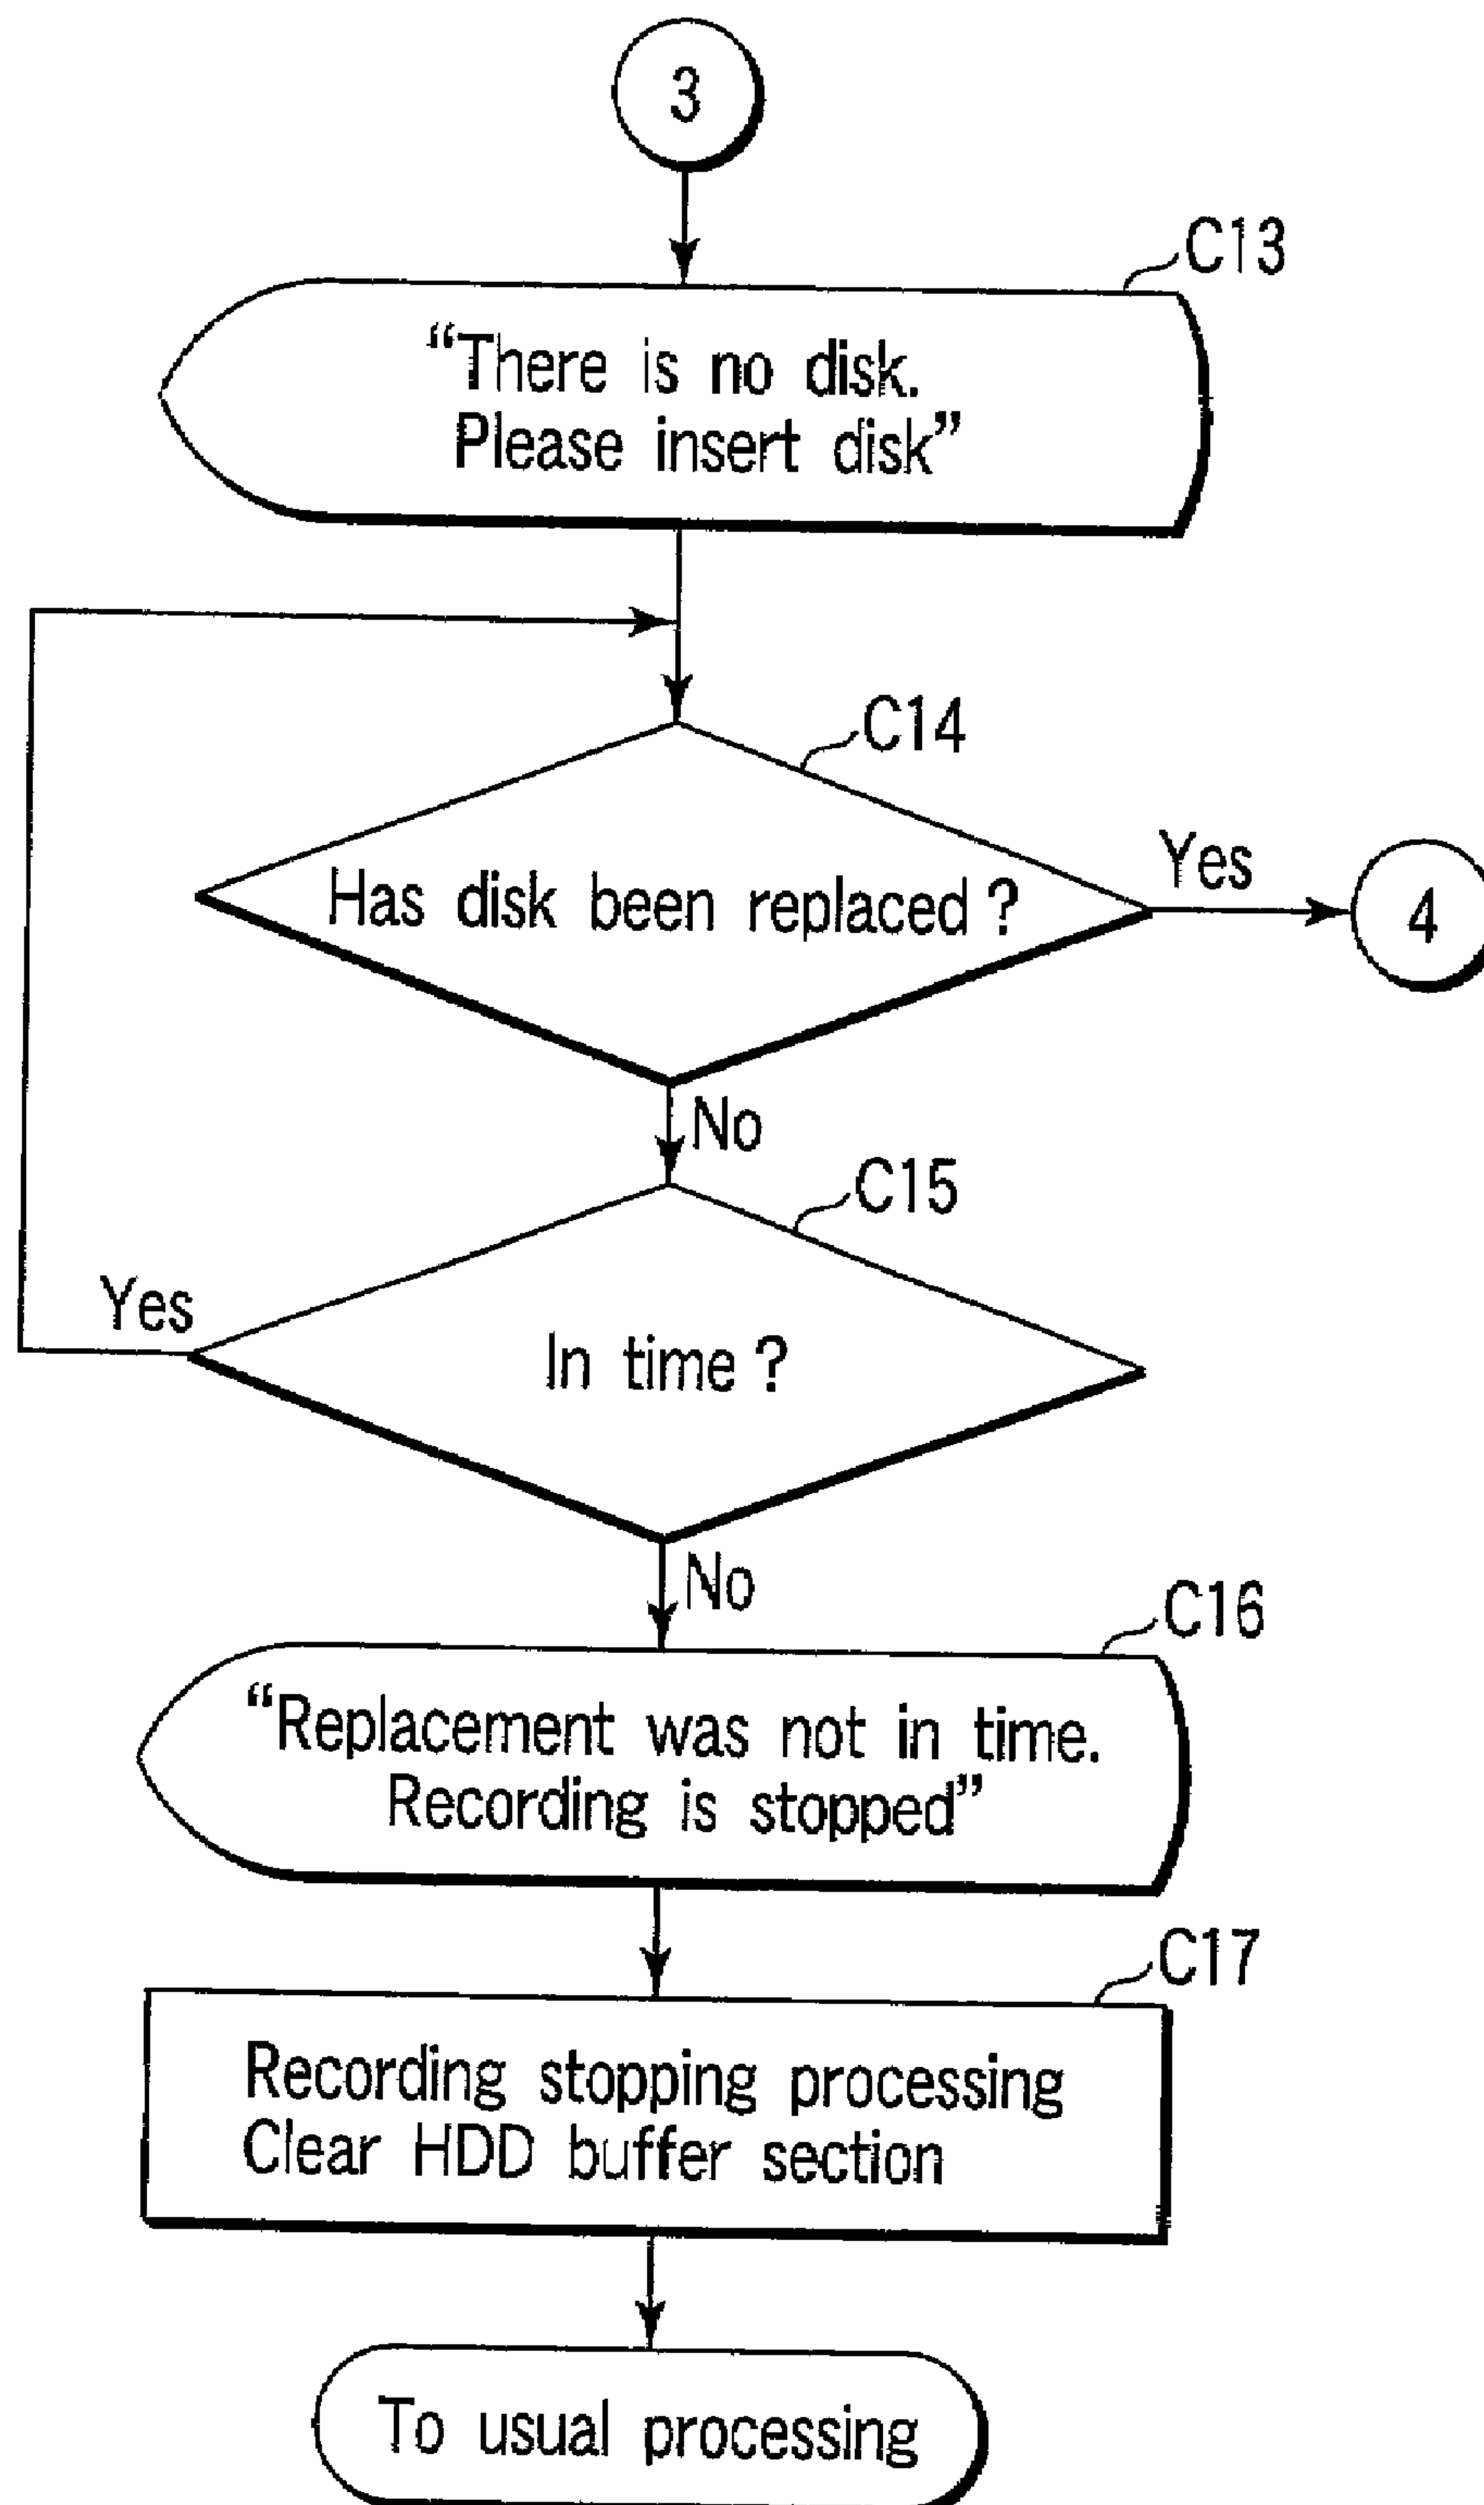 3
C13
“There is no disk.
Please insert disk”
C14
Has disk been replaced?
Yes
4
No
C15
Yes
In time?
No
C16
“Replacement was not in time.
Recording is stopped”
C17
Recording stopping processing
Clear HDD buffer section
To usual processing